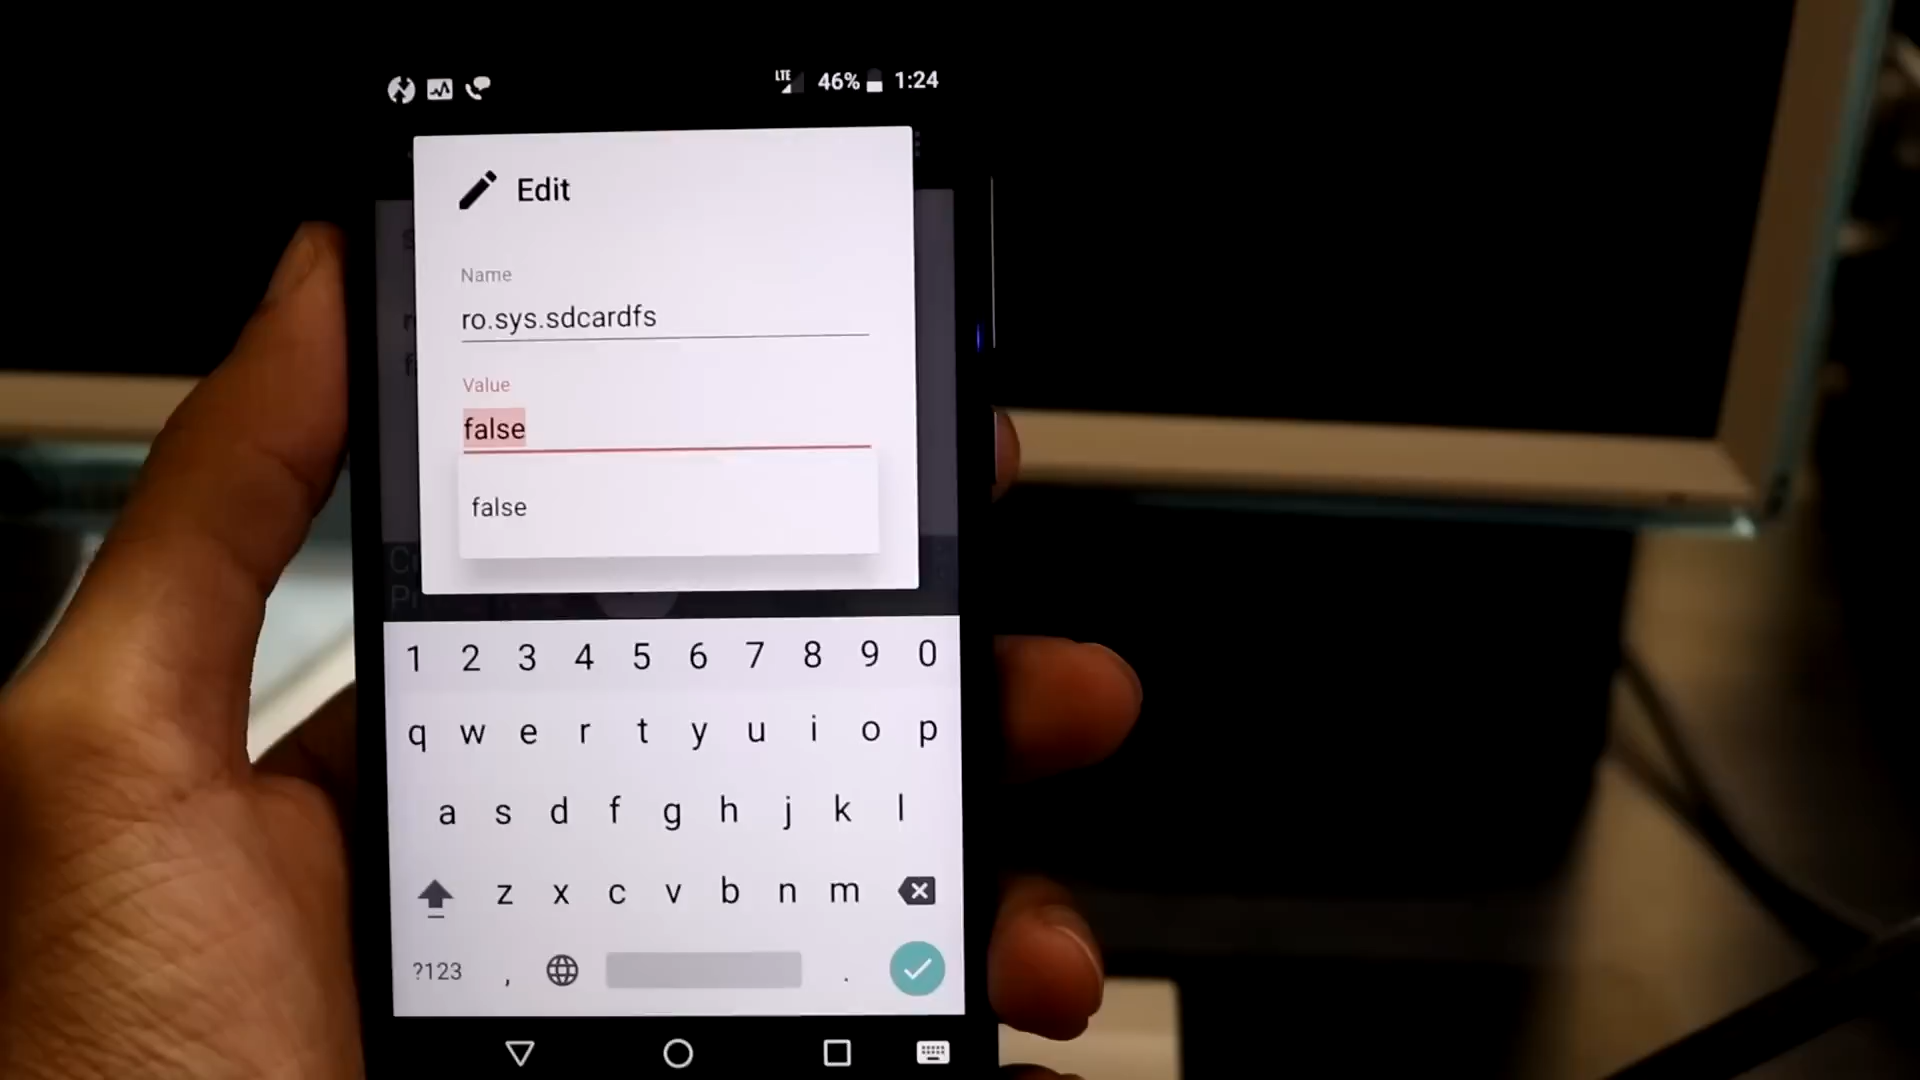 LTE 46% 1:24
Edit
Name
ro.sys.sdcardfs
Value
false
false
1 2 3 4 5 6 7 8 9 0
q w e r t y u i o p
a s d f g h j k l
z x c v b n m
?123 , .